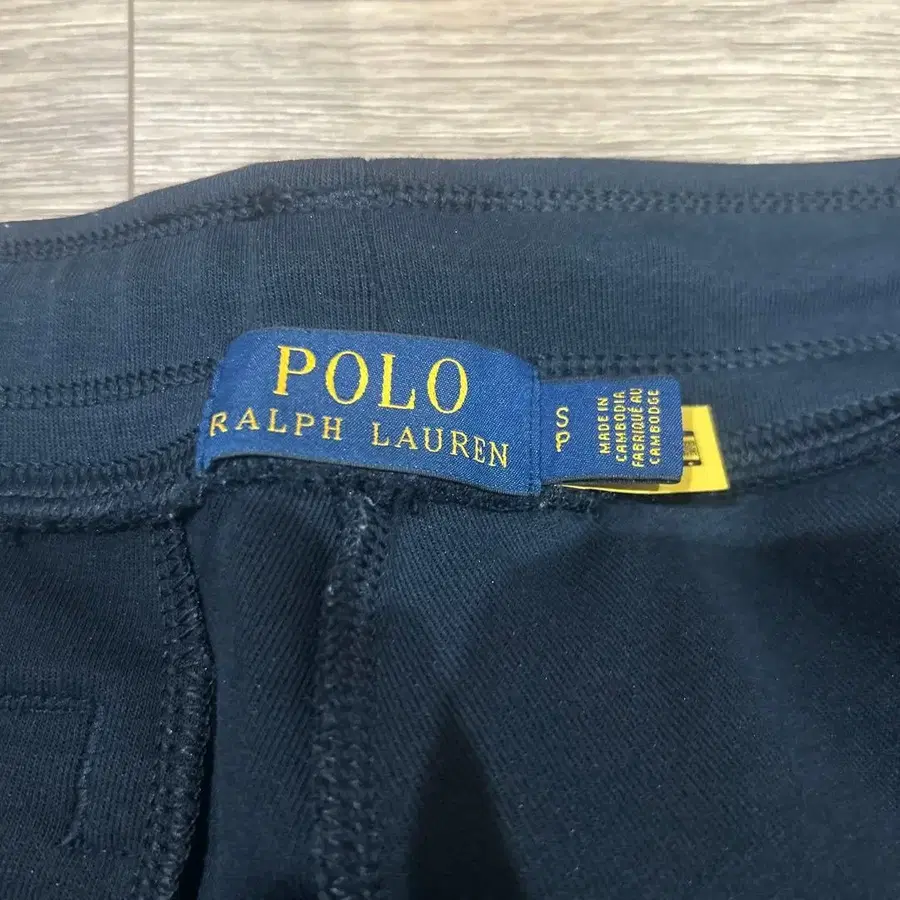 POLO
RALPH LAUREN
S
P
MADE IN
CAMBODIA
FABRIQUÉ AU
CAMBODGE